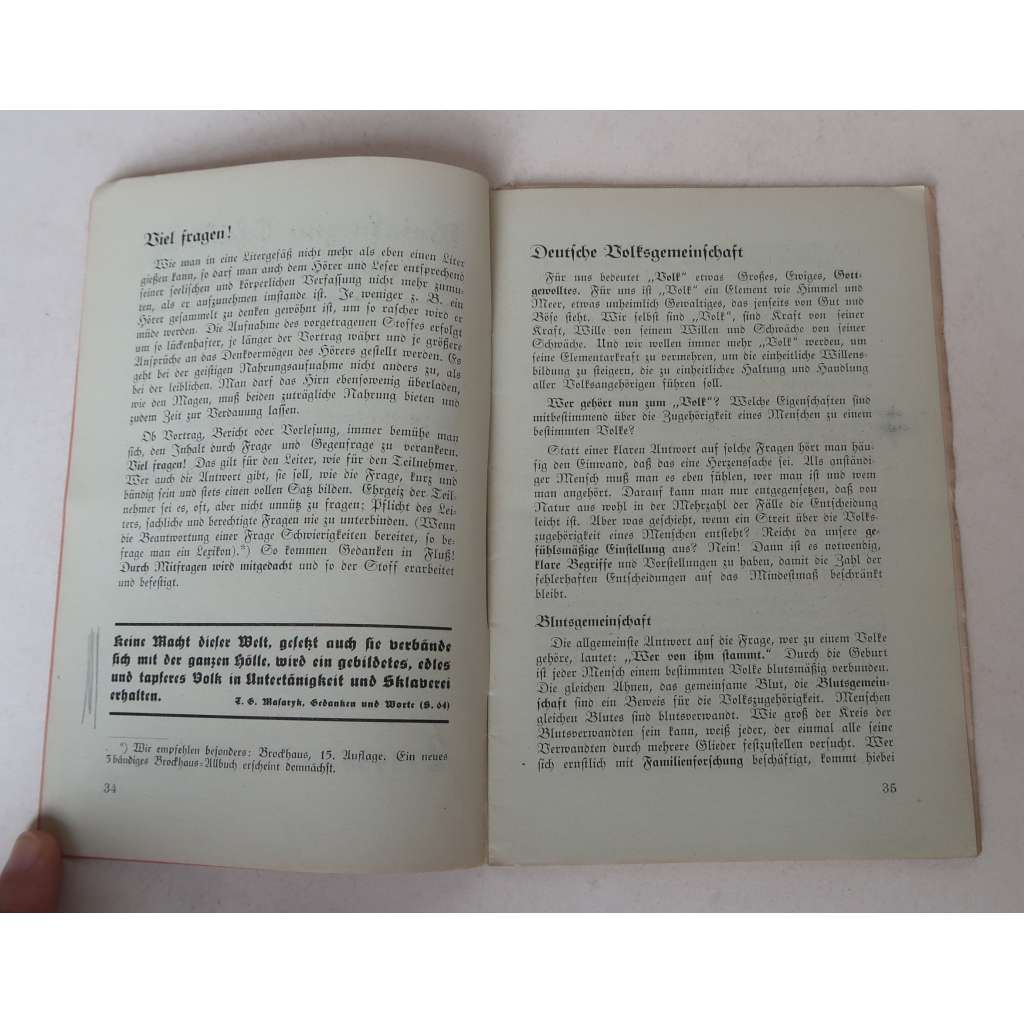 Viel fragen!
Wie man in eine Litergefäß nicht mehr als eben einen Liter
gießen kann, so darf man auch dem Hörer und Leser entsprechend
seiner seelischen und körperlichen Verfassung nicht mehr zumu-
ten, als er aufzunehmen imstande ist. Je weniger z. B. ein
Hörer gesammelt zu denken gewöhnt ist, um so rascher wird er
müde werden. Die Aufnahme des vorgetragenen Stoffes erfolgt
um so lückenhafter, je länger der Vortrag währt und je größere
Ansprüche an das Denkvermögen des Hörers gestellt werden. Es
geht bei der geistigen Nahrungsaufnahme nicht anders zu, als
bei der leiblichen. Man darf das Hirn ebensowenig überladen,
wie den Magen, muß beiden zuträgliche Nahrung bieten und
zudem Zeit zur Verdauung lassen.
Ob Vortrag, Bericht oder Vorlesung, immer bemühe man
sich, den Inhalt durch Frage und Gegenfrage zu verankern.
Viel fragen! Das gilt für den Leiter, wie für den Teilnehmer.
Wer auch die Antwort gibt, sie soll, wie die Frage, kurz und
bündig sein und stets einen vollen Satz bilden. Ehrgeiz der Teil-
nehmer sei es, oft, aber nicht unnütz zu fragen; Pflicht des Lei-
ters, sachliche und berechtigte Fragen nie zu unterbinden. (Wenn
die Beantwortung einer Frage Schwierigkeiten bereitet, so be-
frage man ein Lexikon).*) So kommen Gedanken in Fluß!
Durch Mitfragen wird mitgedacht und so der Stoff erarbeitet
und befestigt.
Keine Macht dieser Welt, gesetzt auch sie verbände
sich mit der ganzen Hölle, wird ein gebildetes, edles
und tapferes Volk in Untertänigkeit und Sklaverei
erhalten.
T. G. Masaryk, Gedanken und Worte (S. 64)
*) Wir empfehlen besonders: Brockhaus, 15. Auflage. Ein neues
5 bändiges Brockhaus-Allbuch erscheint demnächst.
34
Deutsche Volksgemeinschaft
Für uns bedeutet „Volk“ etwas Großes, Ewiges, Gott-
gewolltes. Für uns ist „Volk“ ein Element wie Himmel und
Meer, etwas unheimlich Gewaltiges, das jenseits von Gut und
Böse steht. Wir selbst sind „Volk“, sind Kraft von seiner
Kraft, Wille von seinem Willen und Schwäche von seiner
Schwäche. Und wir wollen immer mehr „Volk“ werden, um
seine Elementarkraft zu vermehren, um die einheitliche Willens-
bildung zu steigern, die zu einheitlicher Haltung und Handlung
aller Volksangehörigen führen soll.
Wer gehört nun zum „Volk“? Welche Eigenschaften sind
mitbestimmend über die Zugehörigkeit eines Menschen zu einem
bestimmten Volke?
Statt einer klaren Antwort auf solche Fragen hört man häu-
fig den Einwand, daß das eine Herzenssache sei. Als anständi-
ger Mensch muß man es eben fühlen, wer man ist und wem
man angehört. Darauf kann man nur entgegensetzen, daß von
Natur aus wohl in der Mehrzahl der Fälle die Entscheidung
leicht ist. Aber was geschieht, wenn ein Streit über die Volks-
zugehörigkeit eines Menschen entsteht? Reicht da unsere ge-
fühlsmäßige Einstellung aus? Nein! Dann ist es notwendig,
klare Begriffe und Vorstellungen zu haben, damit die Zahl der
fehlerhaften Entscheidungen auf das Mindestmaß beschränkt
bleibt.
Blutsgemeinschaft
Die allgemeinste Antwort auf die Frage, wer zu einem Volke
gehöre, lautet: „Wer von ihm stammt.“ Durch die Geburt
ist jeder Mensch einem bestimmten Volke blutsmäßig verbunden.
Die gleichen Ahnen, das gemeinsame Blut, die Blutsgemein-
schaft sind ein Beweis für die Volkszugehörigkeit. Menschen
gleichen Blutes sind blutsverwandt. Wie groß der Kreis der
Blutsverwandten sein kann, weiß jeder, der einmal alle seine
Verwandten durch mehrere Glieder festzustellen versucht. Wer
sich ernstlich mit Familienforschung beschäftigt, kommt hiebei
35